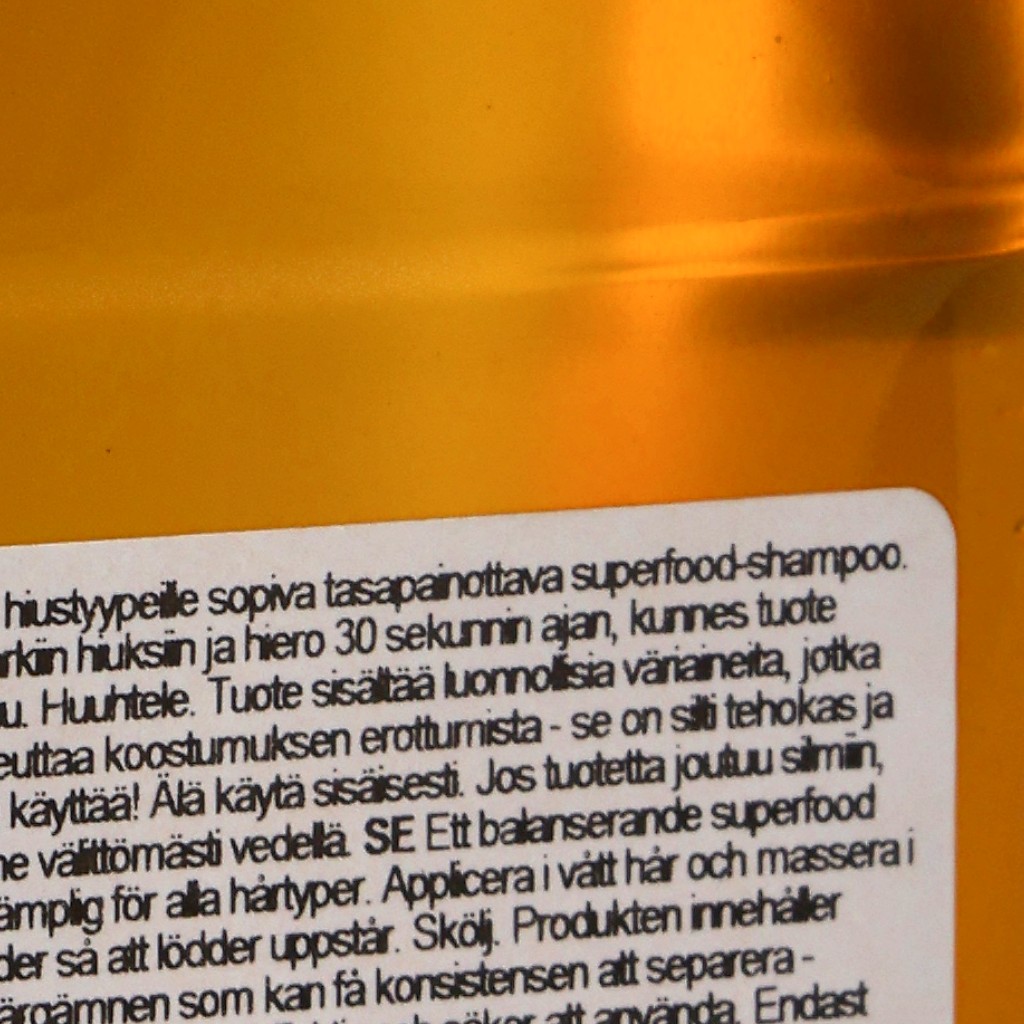 hiustyypeille sopiva tasapainottava superfood-shampoo.
hiuksiin ja hiero 30 sekunnin ajan, kunnes tuote
Huuhtele. Tuote sisältää luonnollisia väriaineita, jotka
koostumuksen erottumista - se on silti tehokas ja
käyttää! Älä käytä sisäisesti. Jos tuotetta joutuu silmiin,
välittömästi vedellä. SE Ett balanserande superfood
för alla hårtyper. Applicera i vått hår och massera i
så att lödder uppstår. Skölj. Produkten innehåller
som kan få konsistensen att separera -
att använda. Endast